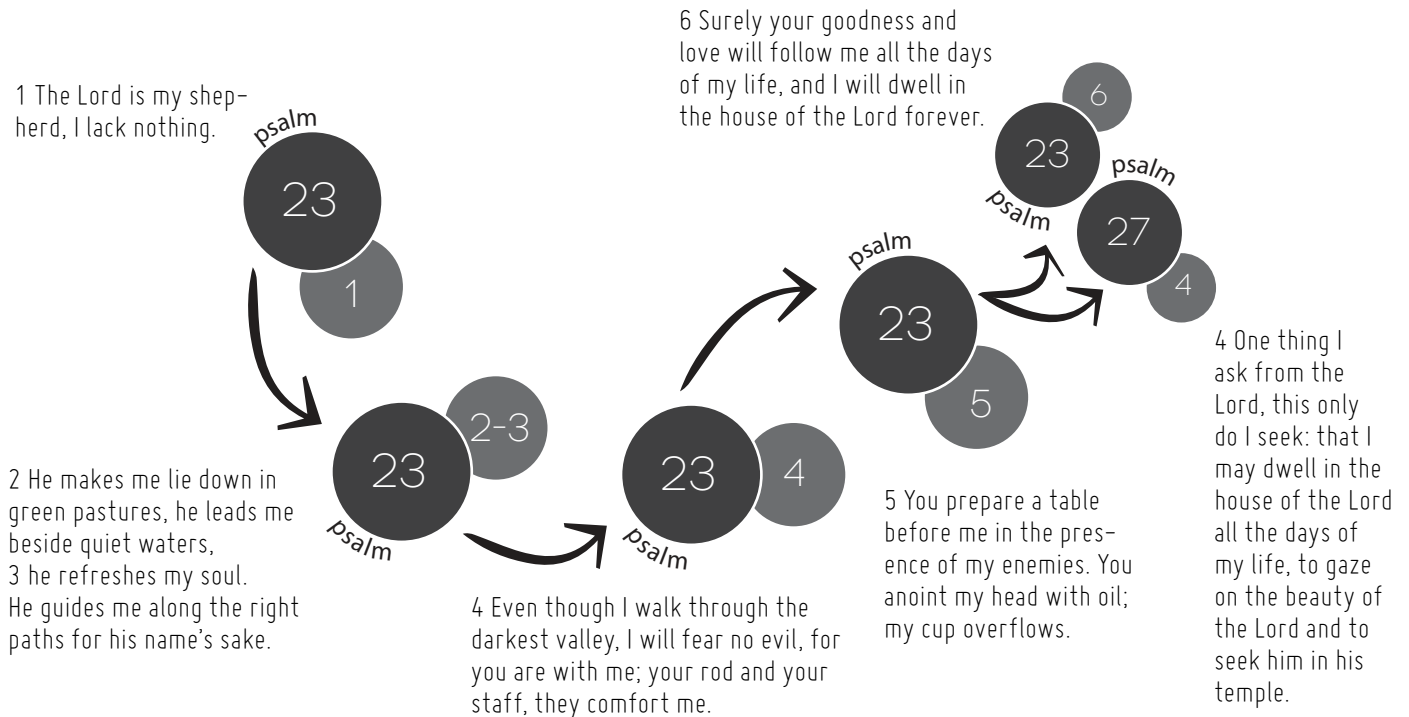 1 The Lord is my shep-
herd, I lack nothing.
psalm
23
1
2 He makes me lie down in
green pastures, he leads me
beside quiet waters,
3 he refreshes my soul.
He guides me along the right
paths for his name's sake.
23
2-3
psalm
23
4
psalm
4 Even though I walk through the
darkest valley, I will fear no evil, for
you are with me; your rod and your
staff, they comfort me.
psalm
23
5
5 You prepare a table
before me in the pres-
ence of my enemies. You
anoint my head with oil;
my cup overflows.
6 Surely your goodness and
love will follow me all the days
of my life, and I will dwell in
the house of the Lord forever.
6
23
psalm
psalm
27
4
4 One thing I
ask from the
Lord, this only
do I seek: that I
may dwell in the
house of the Lord
all the days of
my life, to gaze
on the beauty of
the Lord and to
seek him in his
temple.